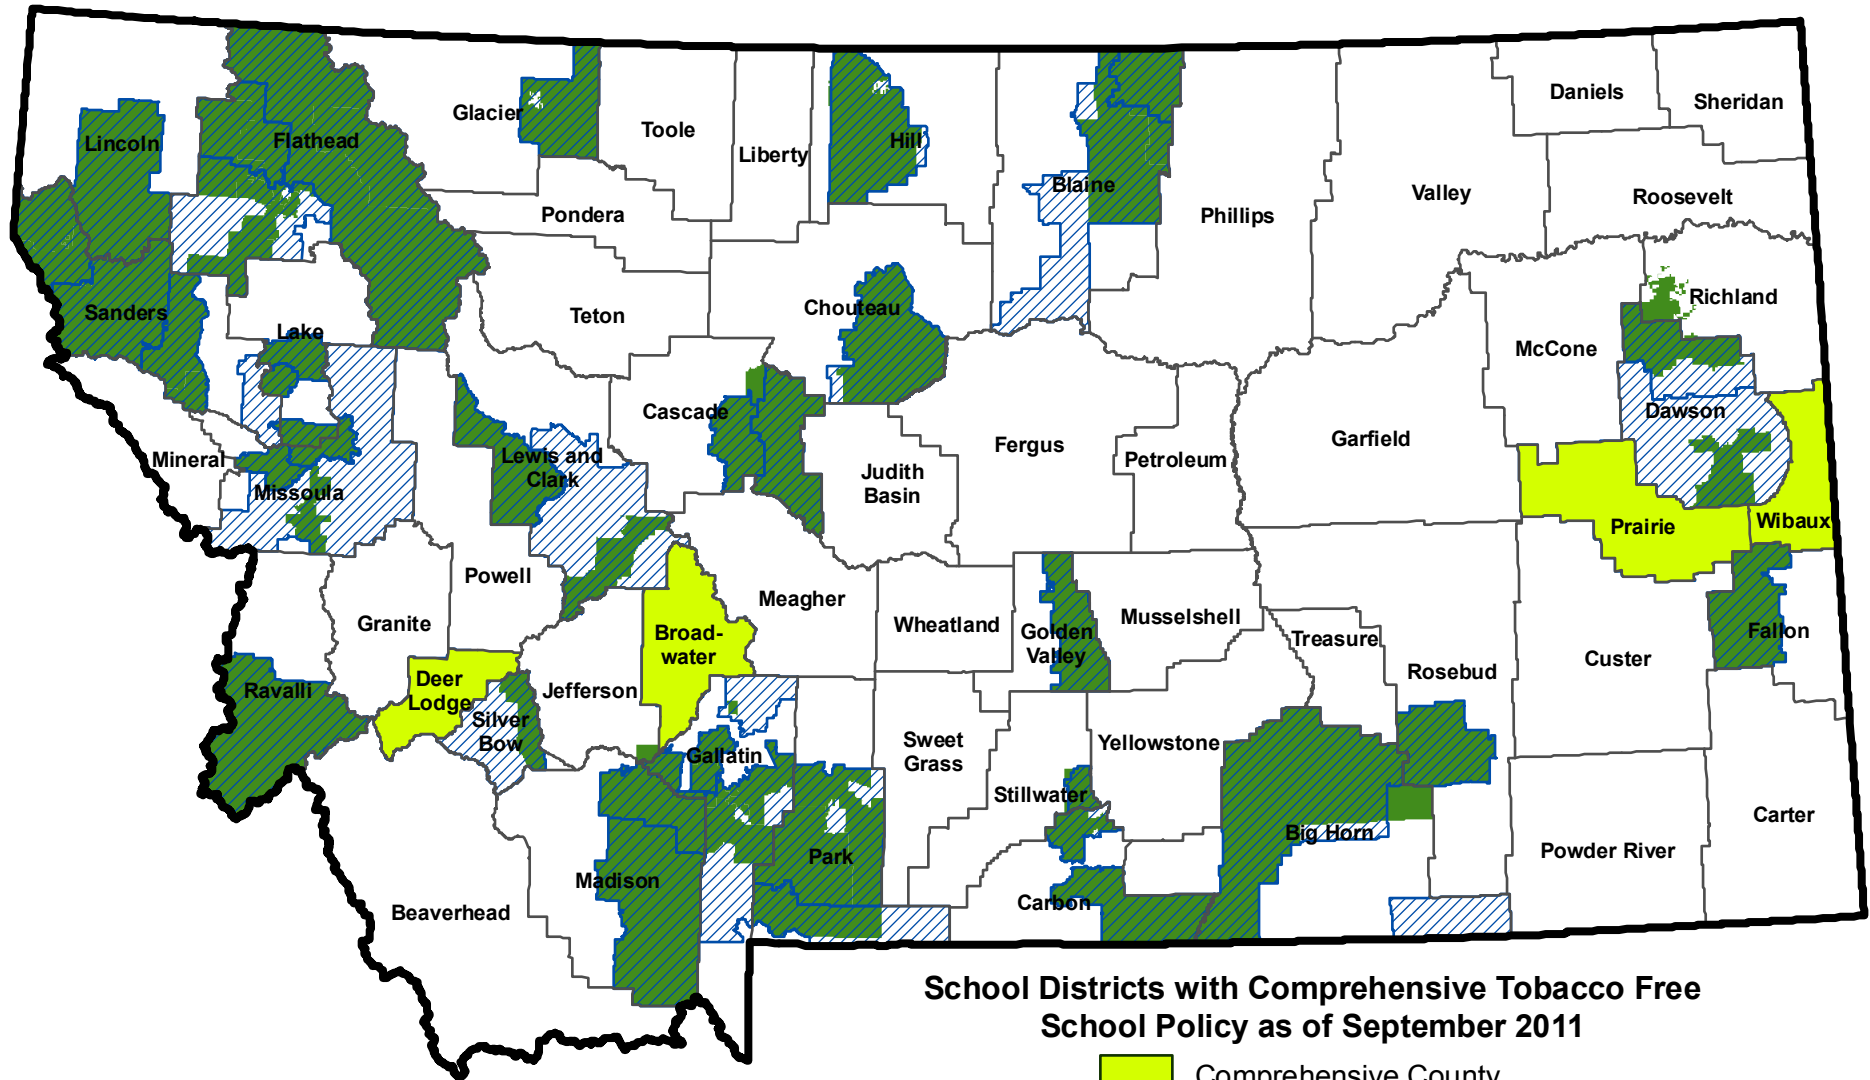 Lincoln
Flathead
Glacier
Toole
Liberty
Hill
Blaine
Phillips
Valley
Daniels
Sheridan
Roosevelt
Pondera
Teton
Chouteau
Sanders
Lake
Richland
McCone
Dawson
Cascade
Fergus
Petroleum
Garfield
Mineral
Missoula
Lewis and
Clark
Judith
Basin
Prairie
Wibaux
Powell
Granite
Meagher
Wheatland
Golden
Valley
Musselshell
Treasure
Rosebud
Custer
Fallon
Broad-
water
Jefferson
Deer
Lodge
Silver
Bow
Ravalli
Gallatin
Sweet
Grass
Yellowstone
Stillwater
Big Horn
Powder River
Carter
Park
Madison
Beaverhead
Carbon
School Districts with Comprehensive Tobacco Free
School Policy as of September 2011
Comprehensive County